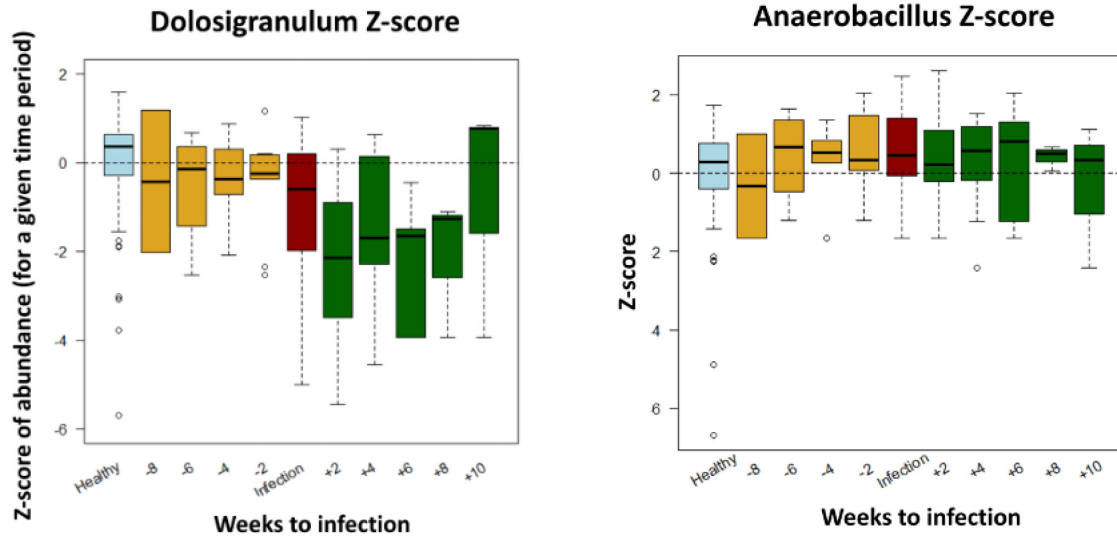 Dolosigranulum Z-score
Z-score of abundance (for a given time period)
2
0
-2
-4
-6
Healthy
-8
-6
-4
-2
Infection
+2
+4
+6
+8
+10
Weeks to infection
Anaerobacillus Z-score
Z-score
2
0
2
4
6
Healthy
-8
-6
-4
-2
Infection
+2
+4
+6
+8
+10
Weeks to infection